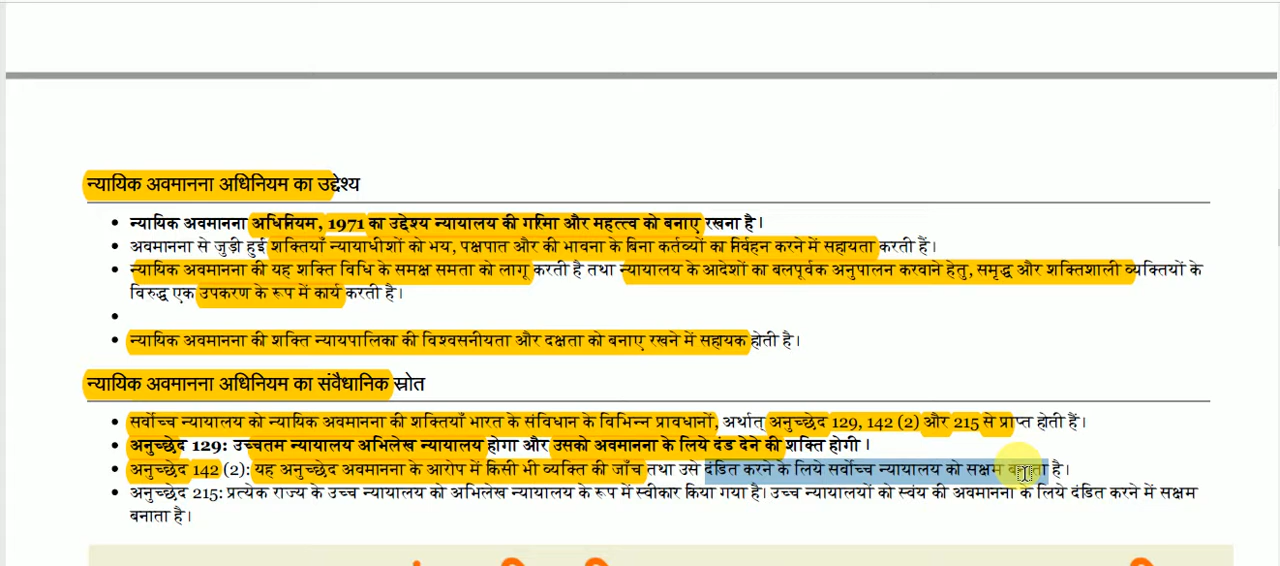 न्यायिक अवमानना अधिनियम का उद्देश्य
न्यायिक अवमानना अधिनियम, 1971 का उद्देश्य न्यायालय की गरिमा और महत्त्व को बनाए रखना है।
अवमानना से जुड़ी हुई शक्तियाँ न्यायाधीशों को भय, पक्षपात और की भावना के बिना कर्तव्यों का निर्वहन करने में सहायता करती हैं।
न्यायिक अवमानना की यह शक्ति विधि के समक्ष समता को लागू करती है तथा न्यायालय के आदेशों का बलपूर्वक अनुपालन करवाने हेतु, समृद्ध और शक्तिशाली व्यक्तियों के
विरुद्ध एक उपकरण के रूप में कार्य करती है।
न्यायिक अवमानना की शक्ति न्यायपालिका की विश्वसनीयता और दक्षता को बनाए रखने में सहायक होती है।
न्यायिक अवमानना अधिनियम का संवैधानिक स्रोत
सर्वोच्च न्यायालय को न्यायिक अवमानना की शक्तियाँ भारत के संविधान के विभिन्न प्रावधानों, अर्थात् अनुच्छेद 129, 142 (2) और 215 से प्राप्त होती हैं।
अनुच्छेद 129: उच्चतम न्यायालय अभिलेख न्यायालय होगा और उसको अवमानना के लिये दंड देने की शक्ति होगी।
अनुच्छेद 142 (2): यह अनुच्छेद अवमानना के आरोप में किसी भी व्यक्ति की जाँच तथा उसे दंडित करने के लिये सर्वोच्च न्यायालय को सक्षम बनाता है।
अनुच्छेद 215: प्रत्येक राज्य के उच्च न्यायालय को अभिलेख न्यायालय के रूप में स्वीकार किया गया है। उच्च न्यायालयों को स्वंय की अवमानना के लिये दंडित करने में सक्षम
बनाता है।